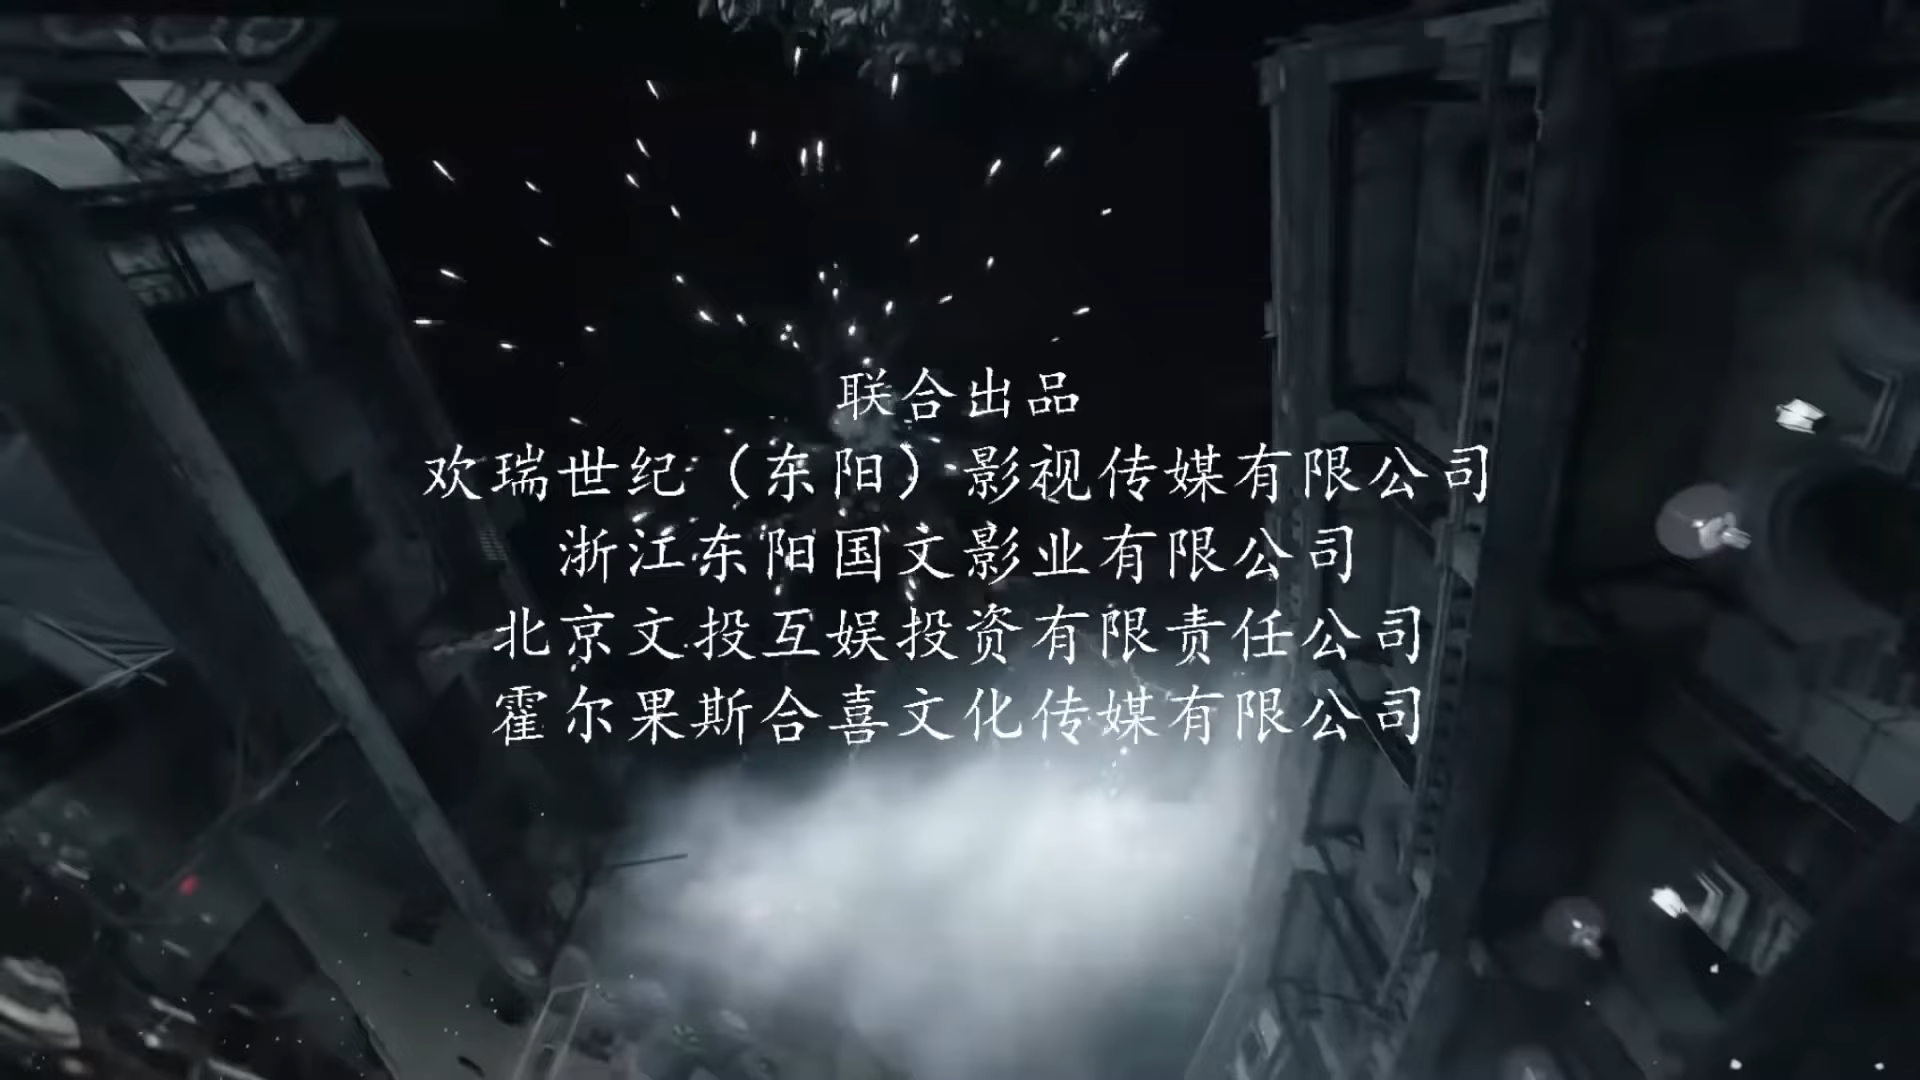 联合出品
欢瑞世纪（东阳）影视传媒有限公司
浙江东阳国文影业有限公司
北京文投互娱投资有限责任公司
霍尔果斯合喜文化传媒有限公司